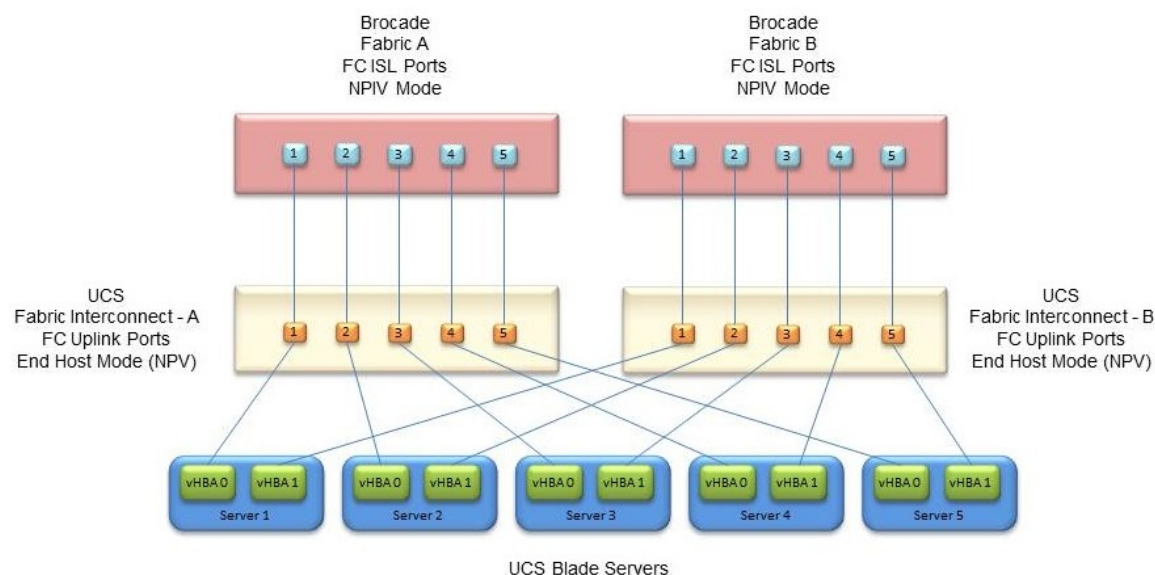 Brocade
Fabric A
FC ISL Ports
NPIV Mode
Brocade
Fabric B
FC ISL Ports
NPIV Mode
1 2 3 4 5
1 2 3 4 5
UCS
Fabric Interconnect - A
FC Uplink Ports
End Host Mode (NPV)
1 2 3 4 5
1 2 3 4 5
UCS
Fabric Interconnect - B
FC Uplink Ports
End Host Mode (NPV)
vHBA 0 vHBA 1
Server 1
vHBA 0 vHBA 1
Server 2
vHBA 0 vHBA 1
Server 3
vHBA 0 vHBA 1
Server 4
vHBA 0 vHBA 1
Server 5
UCS Blade Servers